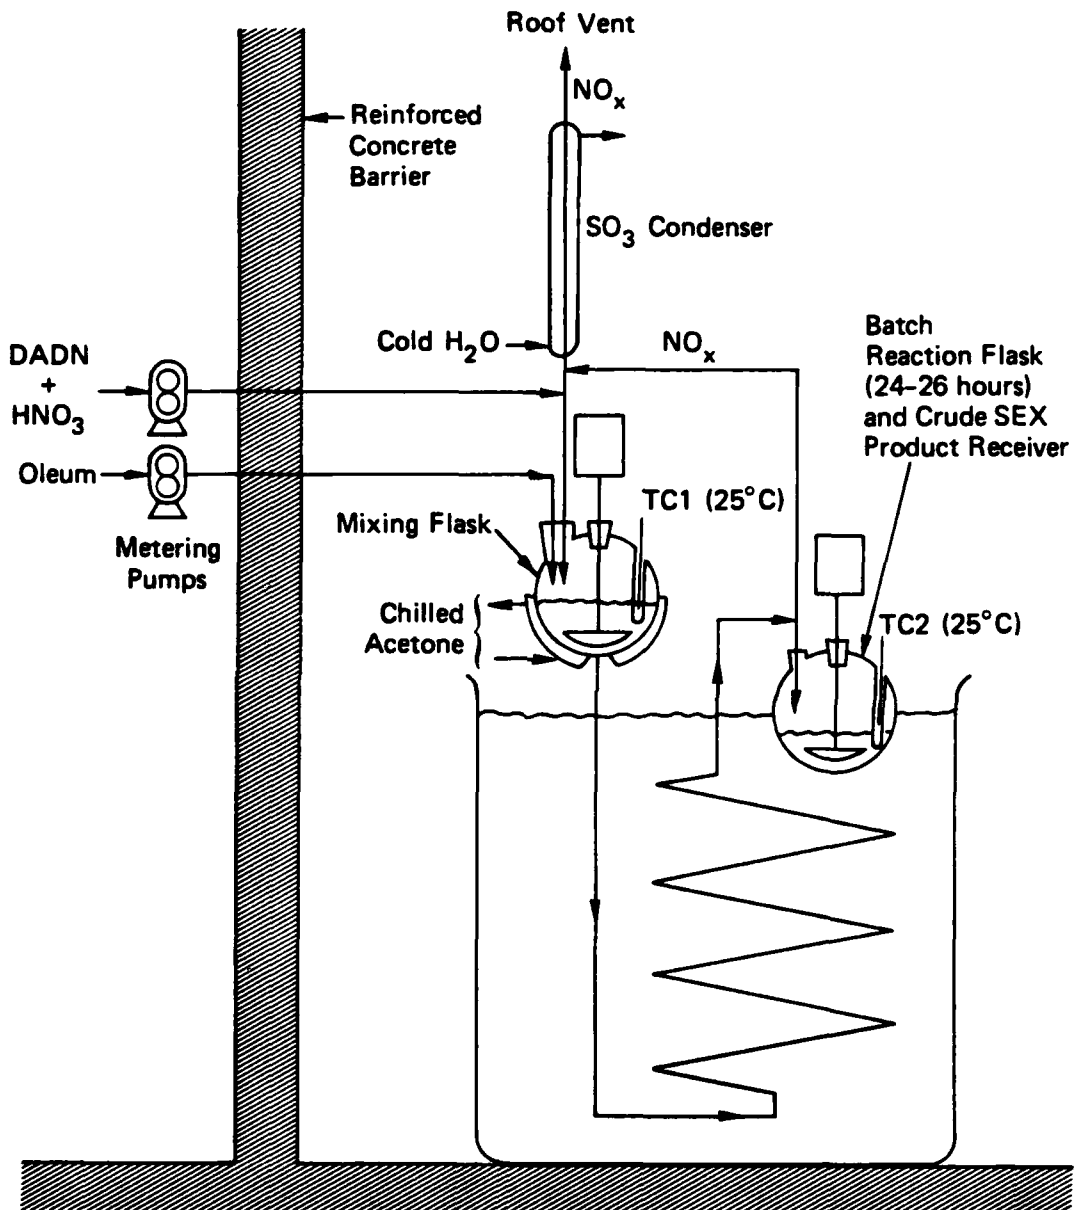 Roof Vent
NOₓ
Reinforced
Concrete
Barrier
SO₃ Condenser
Cold H₂O
NOₓ
Batch
Reaction Flask
(24–26 hours)
and Crude SEX
Product Receiver
DADN
+
HNO₃
Oleum
Metering
Pumps
Mixing Flask
TC1 (25°C)
Chilled
Acetone
TC2 (25°C)